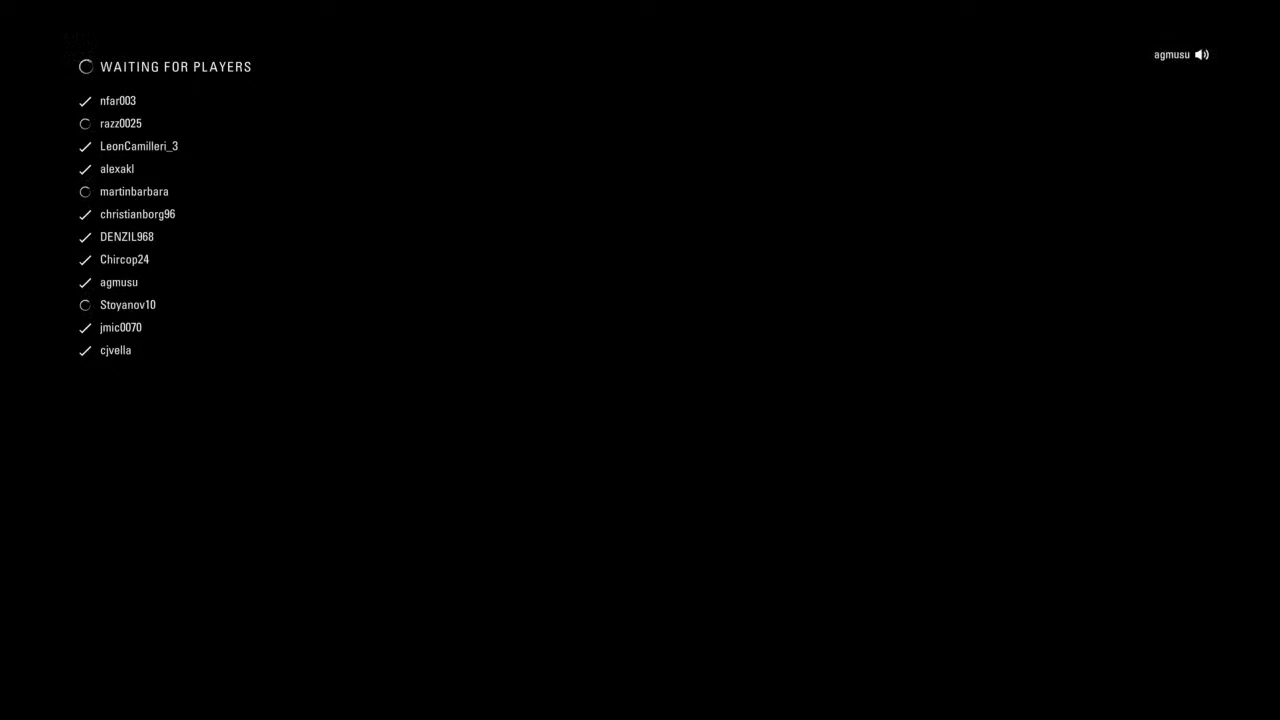 WAITING FOR PLAYERS
agmusu
nfar003
razz0025
LeonCamilleri_3
alexakl
martinbarbara
christianborg96
DENZIL968
Chircop24
agmusu
Stoyanov10
jmic0070
cjvella